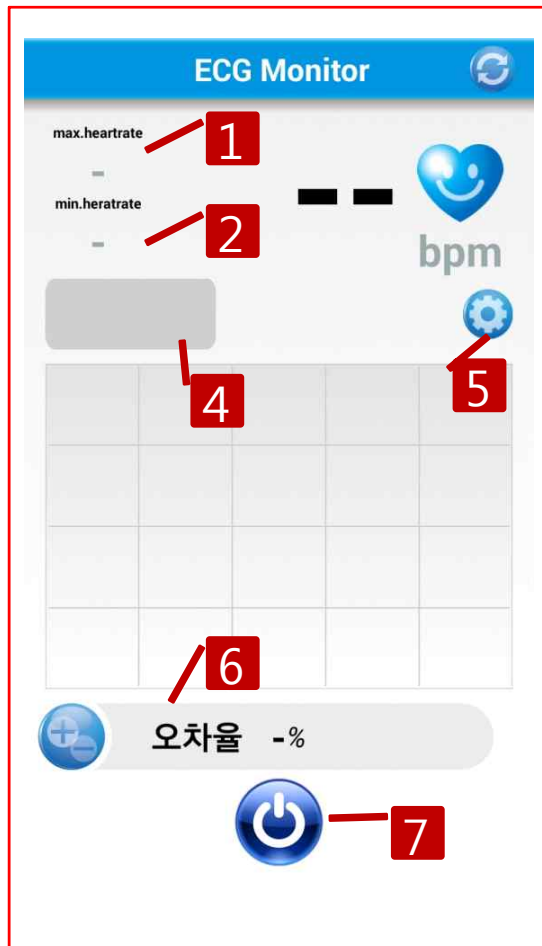 ECG Monitor
max.heartrate
1
-
min.heratrate
2
-
--
bpm
4
5
6
오차율 -%
7